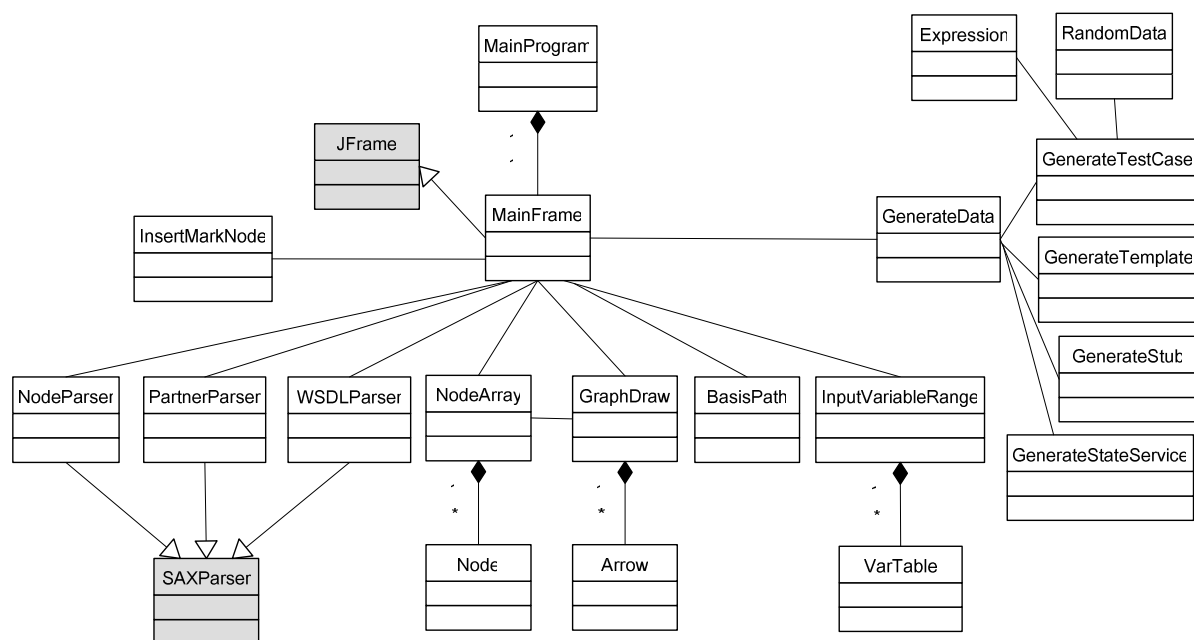 MainProgram
Expression
RandomData
JFrame
GenerateTestCase
MainFrame
GenerateData
InsertMarkNode
GenerateTemplate
GenerateStub
NodeParser
PartnerParser
WSDLParser
NodeArray
GraphDraw
BasisPath
InputVariableRange
GenerateStateService
*
*
*
Node
Arrow
VarTable
SAXParser